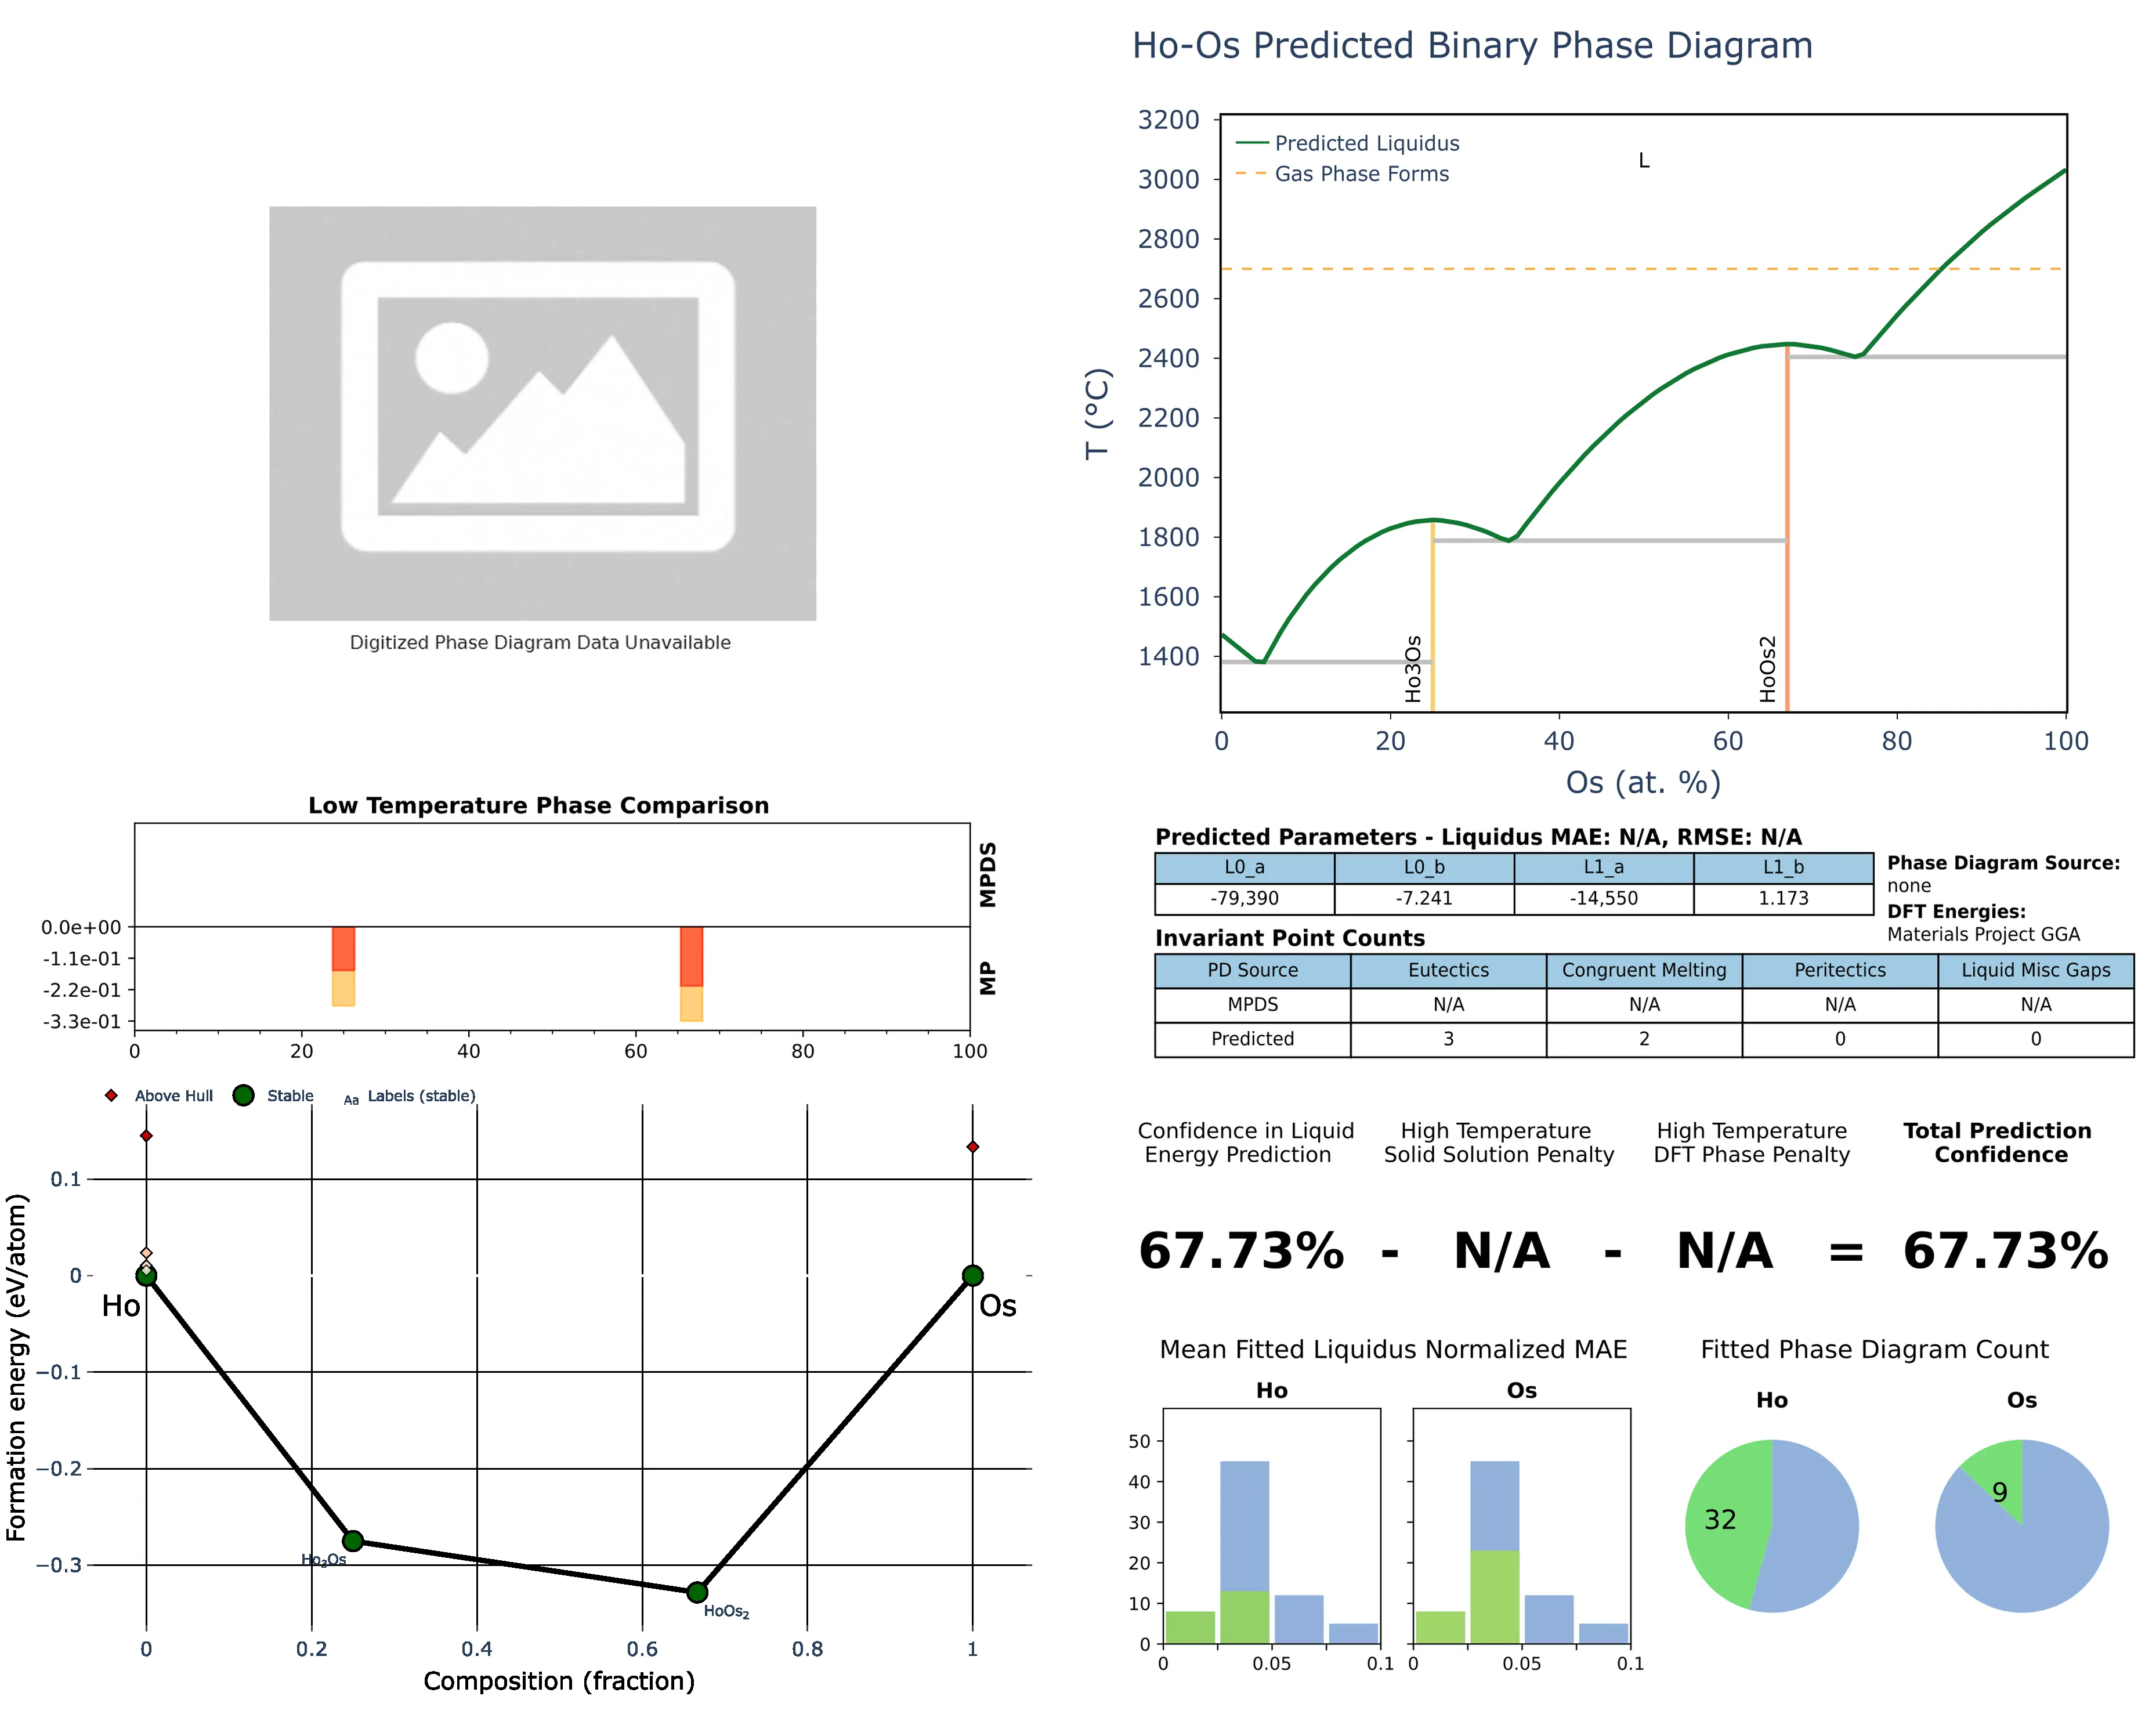 Ho-Os Predicted Binary Phase Diagram
3200
3000
2800
2600
2400
2200
2000
1800
1600
1400
T (°C)
Predicted Liquidus
Gas Phase Forms
L
Ho3Os
HoOs2
0 20 40 60 80 100
Os (at. %)
Digitized Phase Diagram Data Unavailable
Low Temperature Phase Comparison
MPDS
MP
0.0e+00
-1.1e-01
-2.2e-01
-3.3e-01
0 20 40 60 80 100
Predicted Parameters - Liquidus MAE: N/A, RMSE: N/A
L0_a L0_b L1_a L1_b
-79,390 -7.241 -14,550 1.173
Phase Diagram Source:
none
DFT Energies:
Materials Project GGA
Invariant Point Counts
PD Source Eutectics Congruent Melting Peritectics Liquid Misc Gaps
MPDS N/A N/A N/A N/A
Predicted 3 2 0 0
Above Hull Stable Aa Labels (stable)
0.1
0
−0.1
−0.2
−0.3
Formation energy (eV/atom)
Ho
Os
Ho₃Os
HoOs₂
0 0.2 0.4 0.6 0.8 1
Composition (fraction)
Confidence in Liquid
Energy Prediction
High Temperature
Solid Solution Penalty
High Temperature
DFT Phase Penalty
Total Prediction
Confidence
67.73% - N/A - N/A = 67.73%
Mean Fitted Liquidus Normalized MAE
Ho
Os
50
40
30
20
10
0
0 0.05 0.1
0 0.05 0.1
Fitted Phase Diagram Count
Ho
Os
32
9